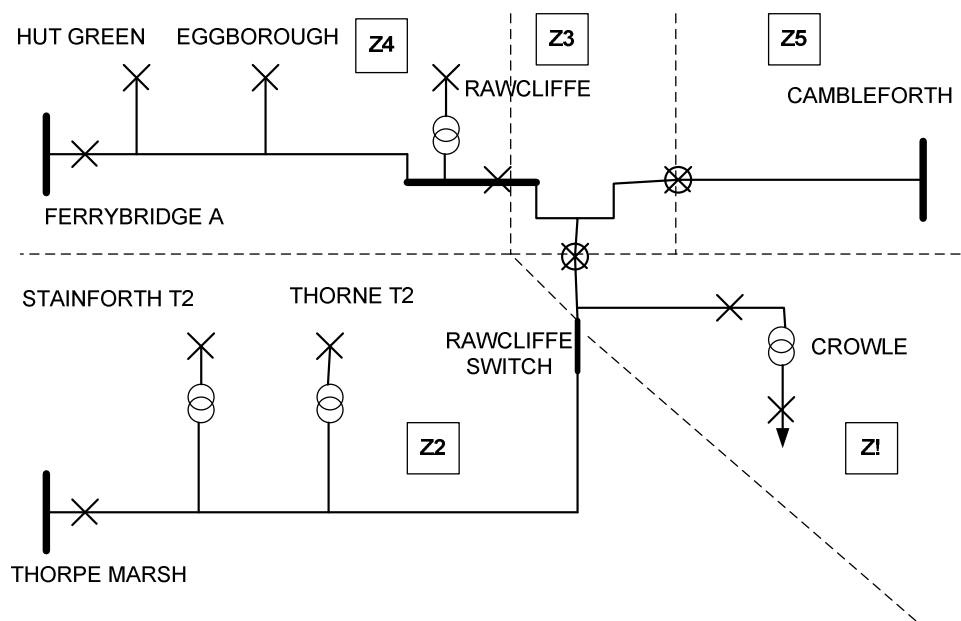 HUT GREEN
EGGBOROUGH
Z4
Z3
Z5
RAWCLIFFE
CAMBLEFORTH
FERRYBRIDGE A
STAINFORTH T2
THORNE T2
RAWCLIFFE
SWITCH
CROWLE
Z2
Z!
THORPE MARSH